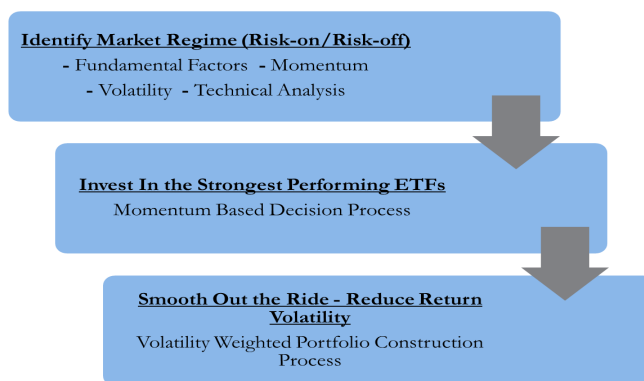 Identify Market Regime (Risk-on/Risk-off)
- Fundamental Factors - Momentum
- Volatility - Technical Analysis
Invest In the Strongest Performing ETFs
Momentum Based Decision Process
Smooth Out the Ride - Reduce Return
Volatility
Volatility Weighted Portfolio Construction
Process